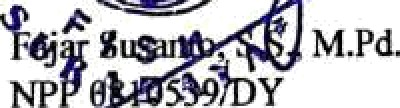 Fajar Susanto, S.S., M.Pd.
NPP 0810539/DY